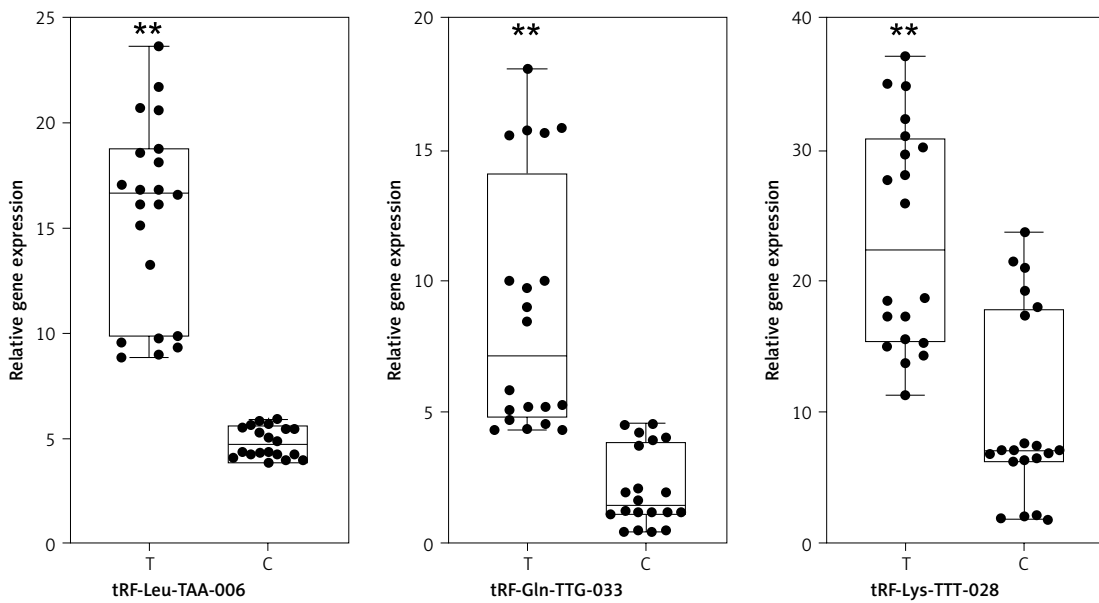 Relative gene expression
25
20
15
10
5
0
**
T C
tRF-Leu-TAA-006
Relative gene expression
20
15
10
5
0
**
T C
tRF-Gln-TTG-033
Relative gene expression
40
30
20
10
0
**
T C
tRF-Lys-TTT-028